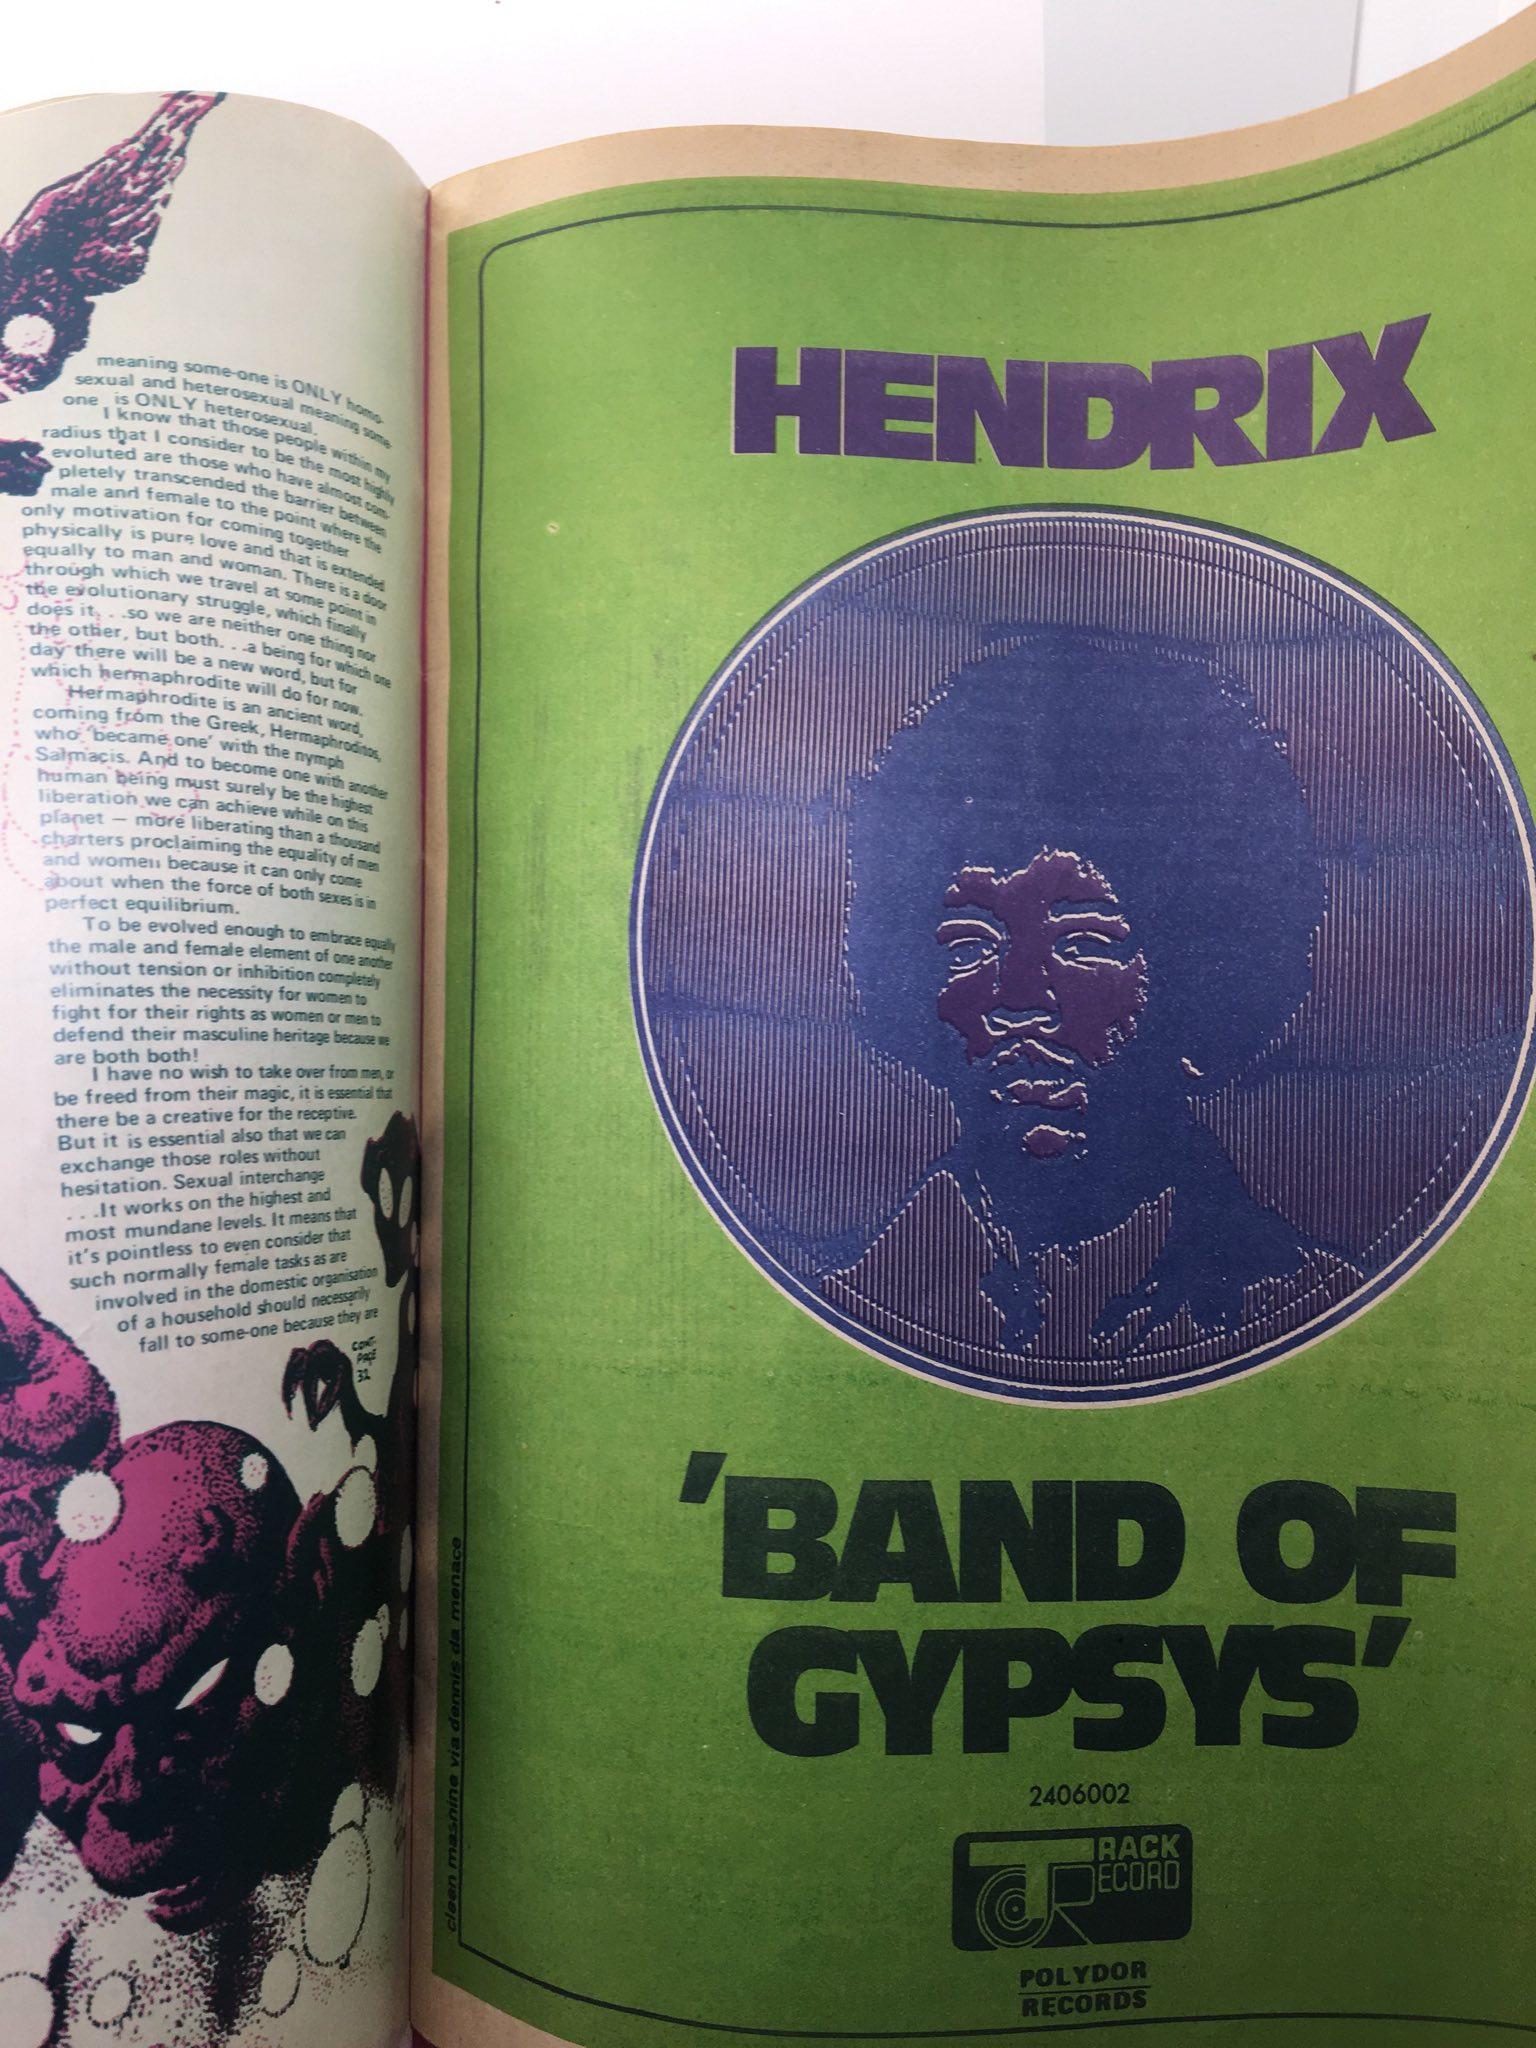 meaning some-one is ONLY homo-
sexual and heterosexual meaning some-
one is ONLY heterosexual.
I know that those people within my
radius that I consider to be the most highly
evoluted are those who have almost com-
pletely transcended the barrier between
male and female to the point where the
only motivation for coming together
physically is pure love and that is extended
equally to man and woman. There is a door
through which we travel at some point in
the evolutionary struggle, which finally
does it. . .so we are neither one thing nor
the other, but both. . .a being for which one
day there will be a new word, but for
which hermaphrodite will do for now.
Hermaphrodite is an ancient word,
coming from the Greek, Hermaphroditos,
who 'became one' with the nymph
Salmacis. And to become one with another
human being must surely be the highest
liberation we can achieve while on this
planet — more liberating than a thousand
charters proclaiming the equality of men
and women because it can only come
about when the force of both sexes is in
perfect equilibrium.
To be evolved enough to embrace equally
the male and female element of one another
without tension or inhibition completely
eliminates the necessity for women to
fight for their rights as women or men to
defend their masculine heritage because we
are both both!
I have no wish to take over from men, or
be freed from their magic, it is essential that
there be a creative for the receptive.
But it is essential also that we can
exchange those roles without
hesitation. Sexual interchange
. . .It works on the highest and
most mundane levels. It means that
it's pointless to even consider that
such normally female tasks as are
involved in the domestic organisation
of a household should necessarily
fall to some-one because they are
CONT.
PAGE
32
HENDRIX
'BAND OF
GYPSYS'
2406002
TRACK
RECORD
POLYDOR
RECORDS
cleen masnine via dennis da menace